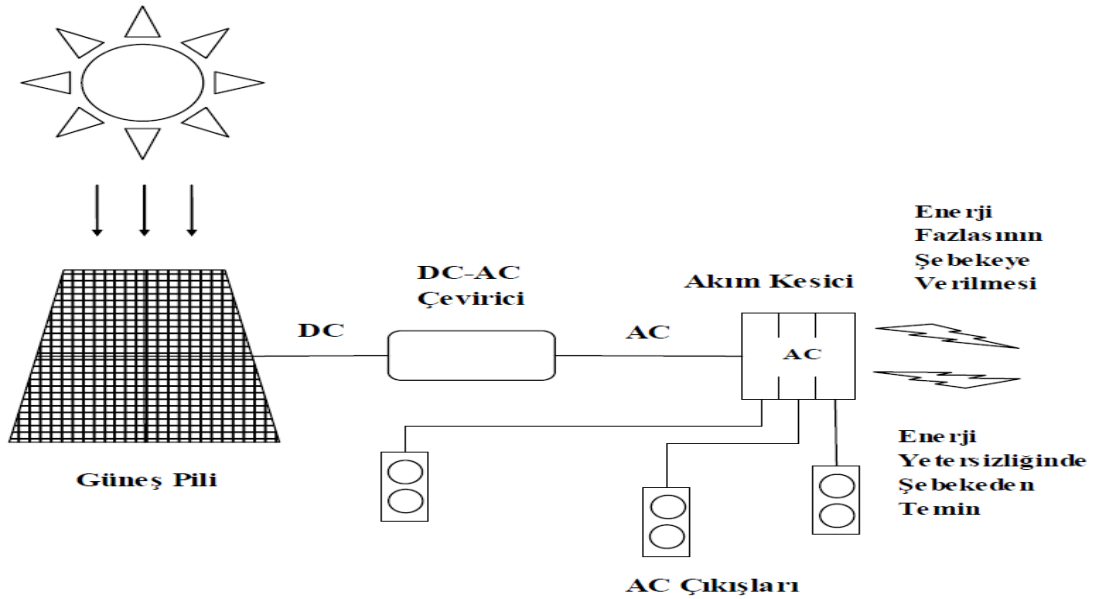 Enerji
Fazlasının
Şebekeye
Verilmesi
DC-AC
Çevirici
Akım Kesici
DC
AC
AC
Güneş Pili
Enerji
Yetersizliğinde
Şebekeden
Temin
AC Çıkışları